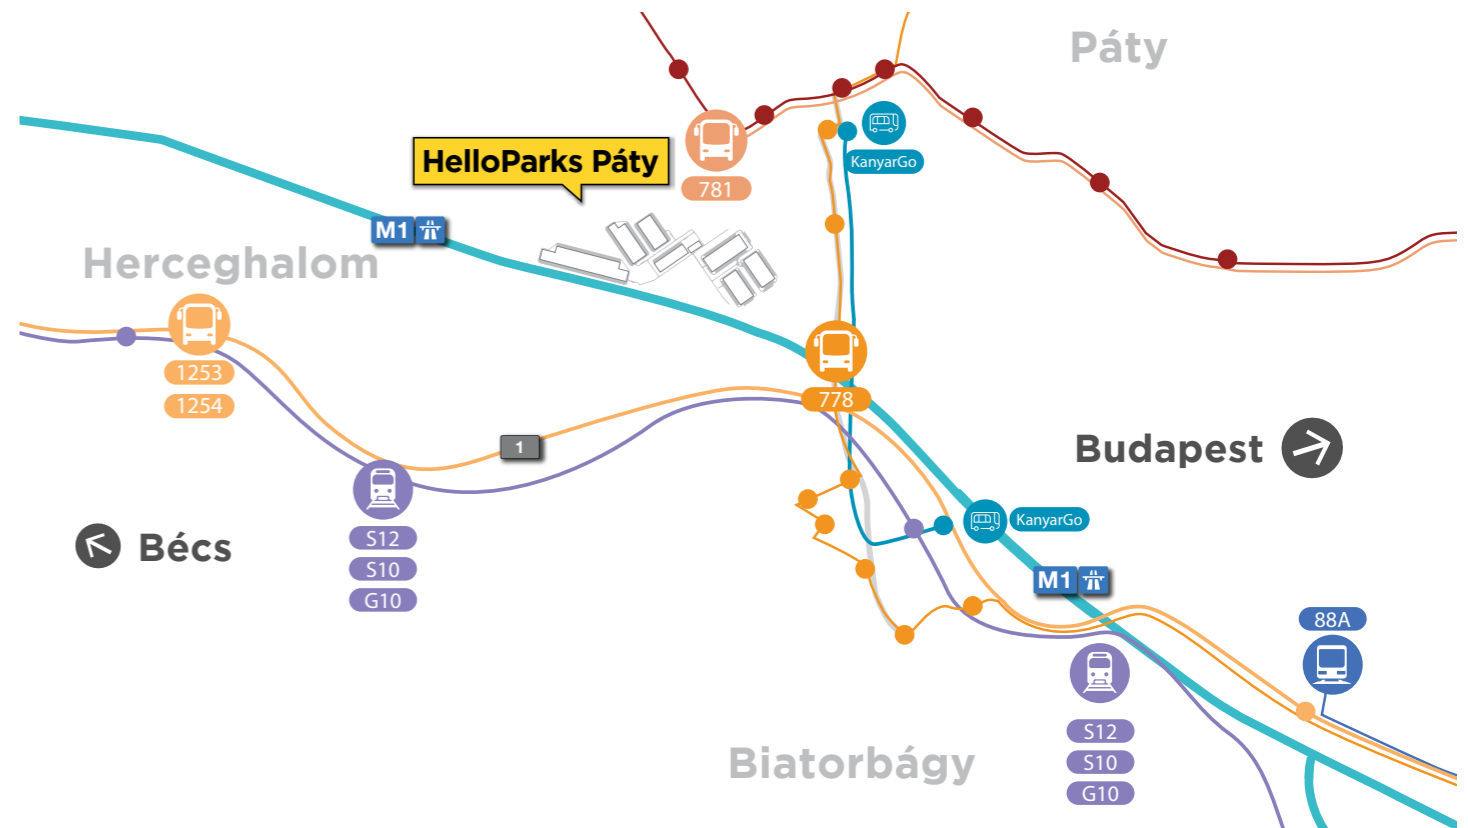 Páty
KanyarGo
HelloParks Páty
781
M1
Herceghalom
1253
1254
778
1
Budapest
S12
S10
G10
Bécs
KanyarGo
M1
88A
S12
S10
G10
Biatorbágy